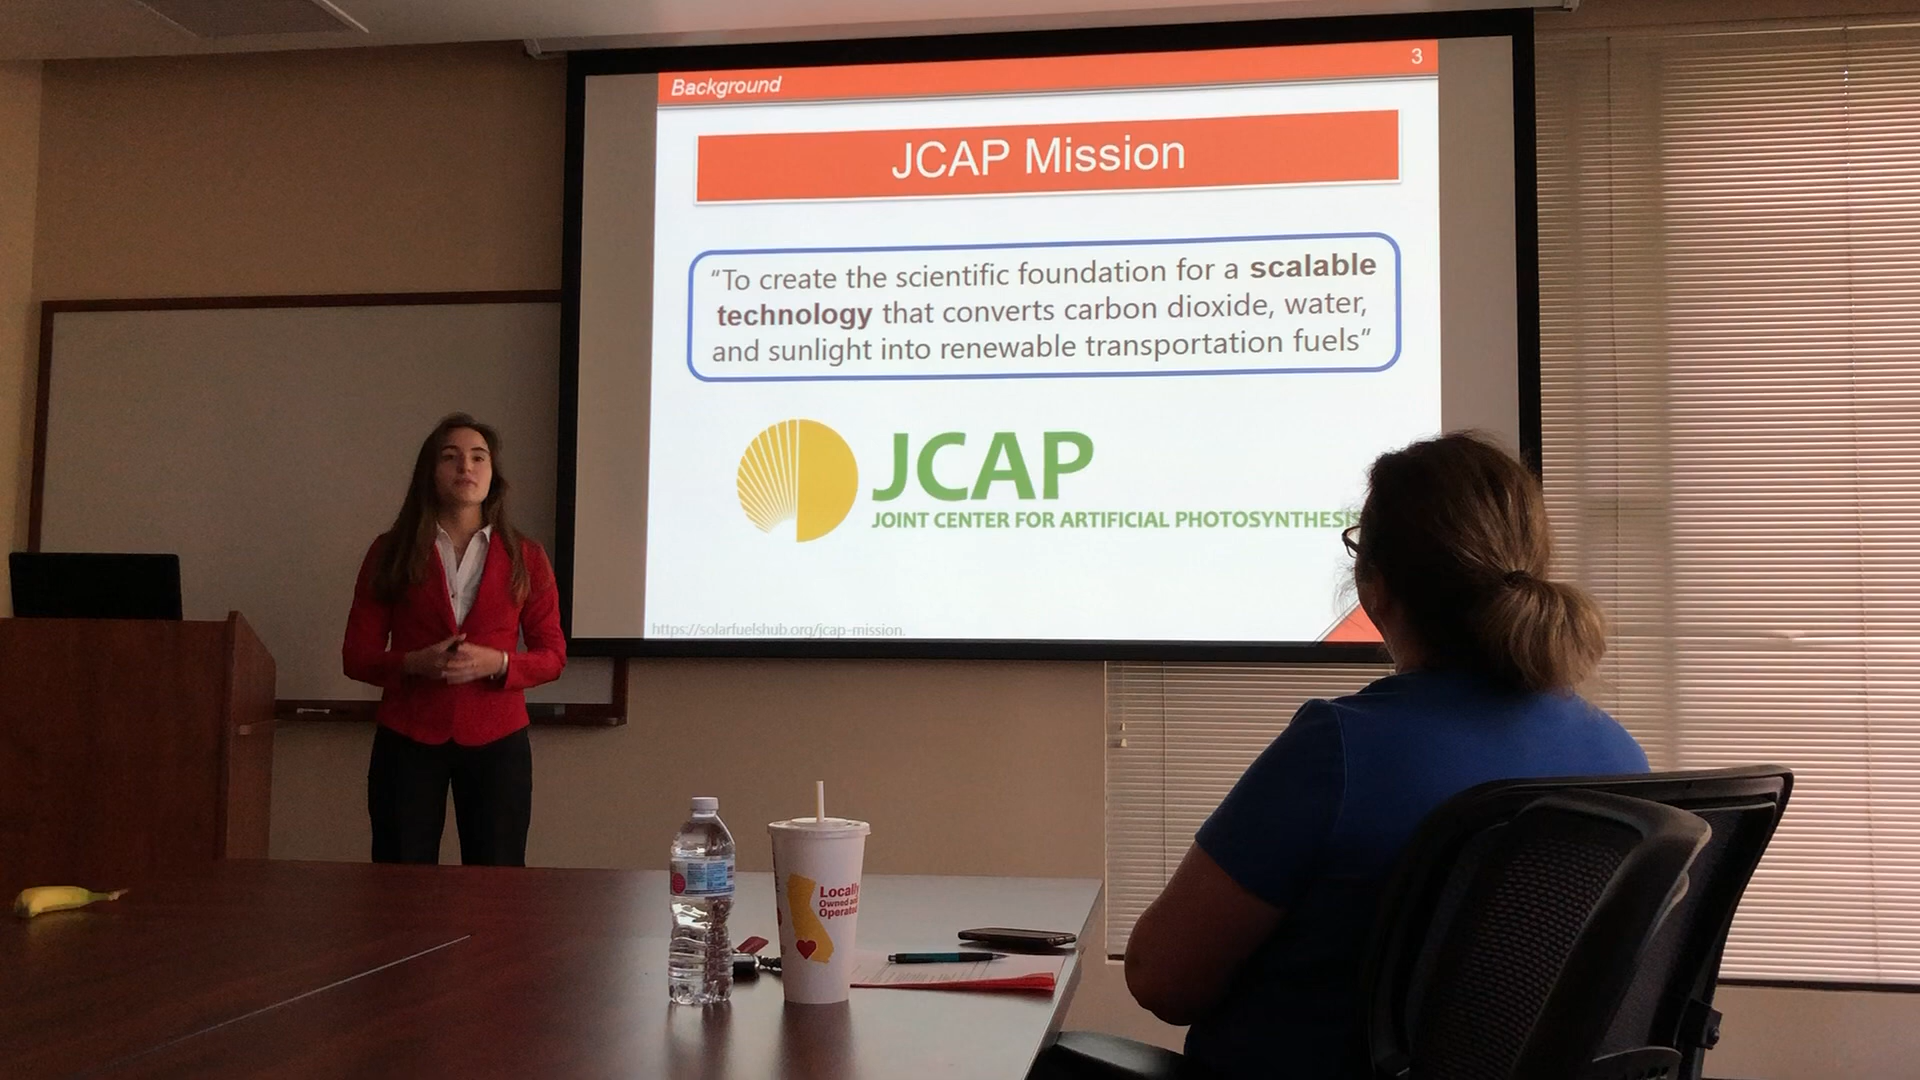 Background
3
JCAP Mission
“To create the scientific foundation for a scalable
technology that converts carbon dioxide, water,
and sunlight into renewable transportation fuels”
JCAP
JOINT CENTER FOR ARTIFICIAL PHOTOSYNTHESIS
https://solarfuelshub.org/jcap-mission.
Locally
Owned and
Operated